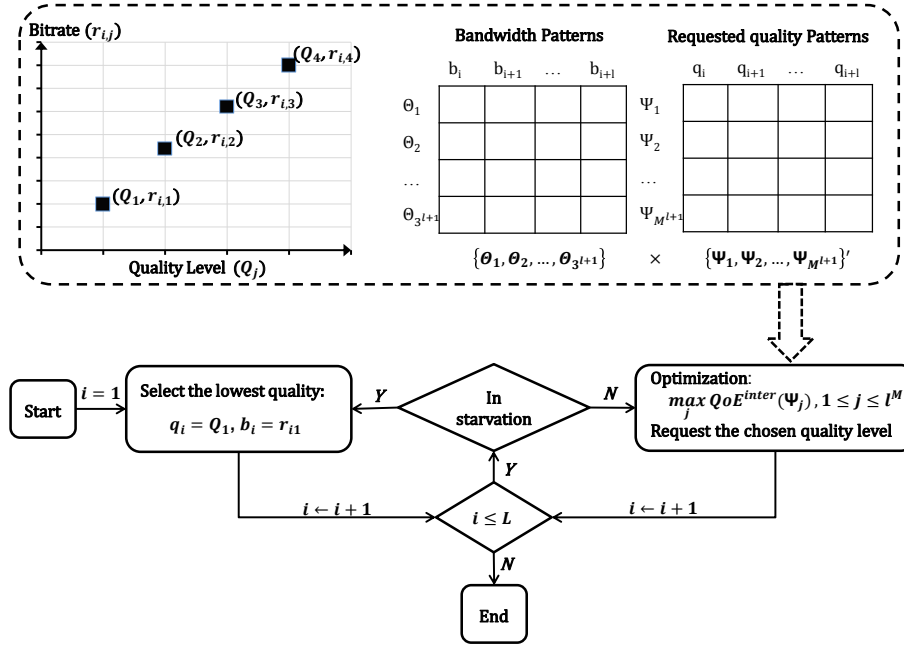 Bitrate (r_{i,j})
(Q_4, r_{i,4})
(Q_3, r_{i,3})
(Q_2, r_{i,2})
(Q_1, r_{i,1})
Quality Level (Q_j)
Bandwidth Patterns
b_i b_{i+1} … b_{i+l}
Θ_1
Θ_2
…
Θ_{3^{l+1}}
{Θ_1, Θ_2, …, Θ_{3^{l+1}}}
×
Requested quality Patterns
q_i q_{i+1} … q_{i+l}
Ψ_1
Ψ_2
…
Ψ_{M^{l+1}}
{Ψ_1, Ψ_2, …, Ψ_{M^{l+1}}}′
Start
i = 1
Select the lowest quality:
q_i = Q_1, b_i = r_{i1}
Y
In
starvation
N
Optimization:
max_j QoE^{inter}(Ψ_j), 1 ≤ j ≤ l^M
Request the chosen quality level
Y
i ← i + 1
i ≤ L
i ← i + 1
N
End